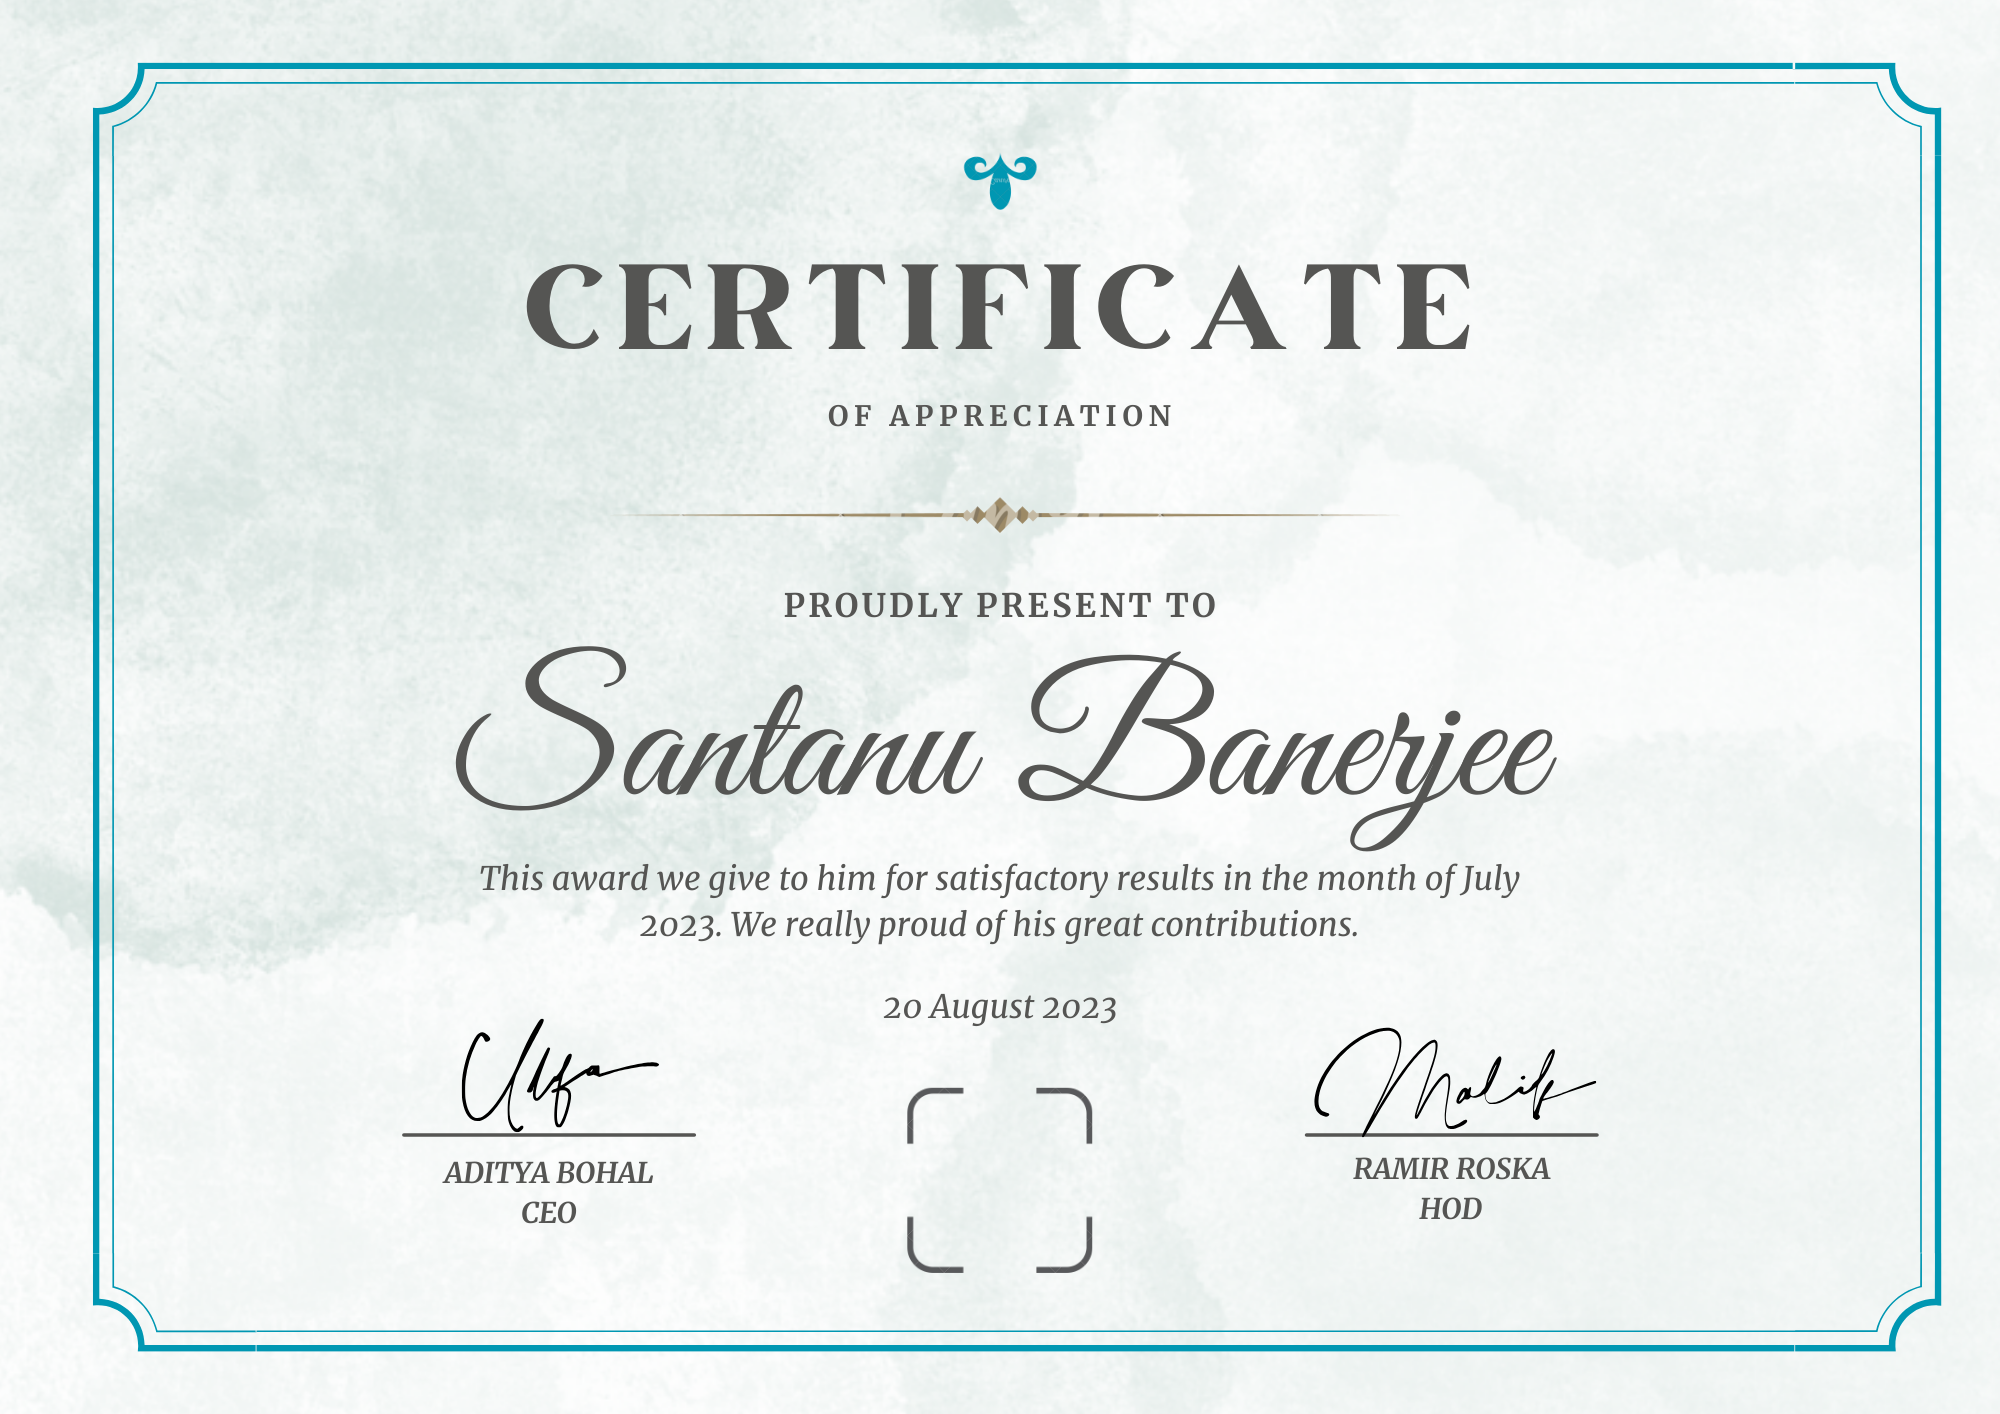 CERTIFICATE
OF APPRECIATION
PROUDLY PRESENT TO
Santanu Banerjee
This award we give to him for satisfactory results in the month of July
2023. We really proud of his great contributions.
20 August 2023
Malik
ADITYA BOHAL
CEO
RAMIR ROSKA
HOD